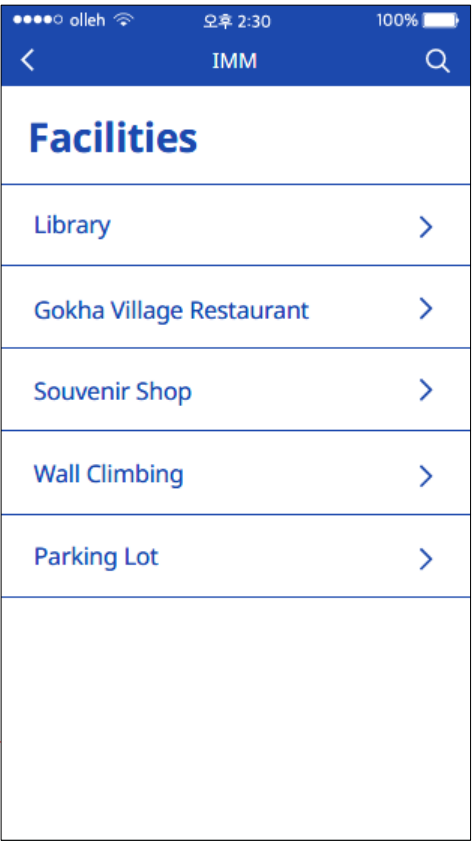 olleh 오후 2:30 100%
IMM
Facilities
Library
Gokha Village Restaurant
Souvenir Shop
Wall Climbing
Parking Lot